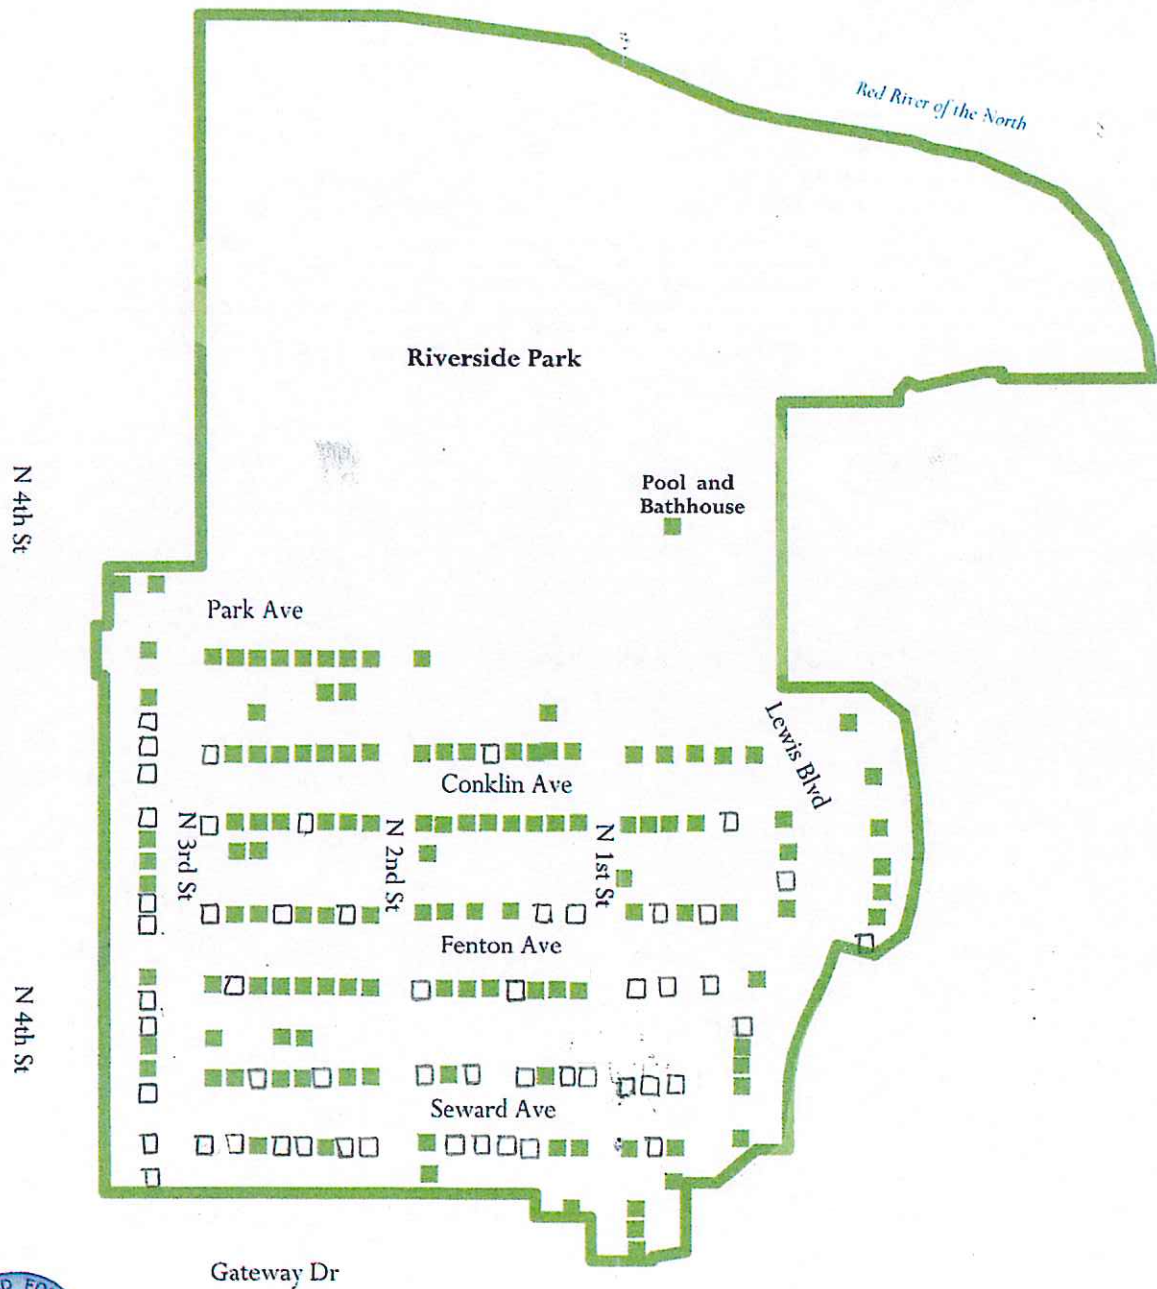 Red River of the North
Riverside Park
Pool and
Bathhouse
N 4th St
Park Ave
Lewis Blvd
Conklin Ave
N 3rd St
N 2nd St
N 1st St
Fenton Ave
N 4th St
Seward Ave
Gateway Dr